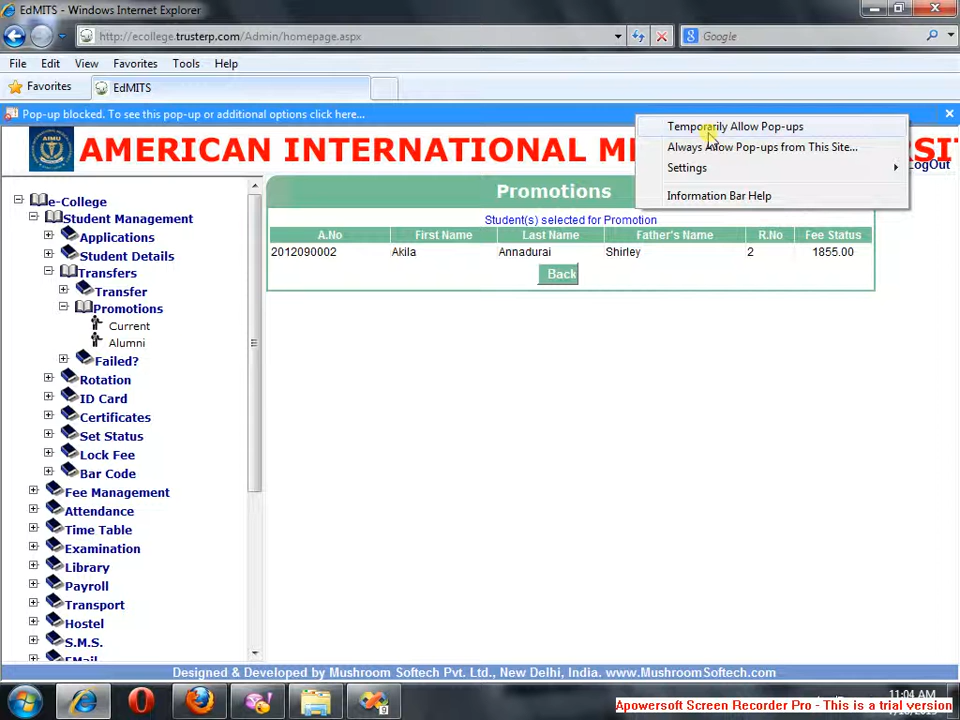 EdMITS - Windows Internet Explorer
http://ecollege.trusterp.com/Admin/homepage.aspx
Google
File Edit View Favorites Tools Help
Favorites
EdMITS
Pop-up blocked. To see this pop-up or additional options click here...
Temporarily Allow Pop-ups
Always Allow Pop-ups from This Site...
Settings
Information Bar Help
AIMU
AMERICAN INTERNATIONAL
LogOut
e-College
Student Management
Applications
Student Details
Transfers
Transfer
Promotions
Current
Alumni
Failed?
Rotation
ID Card
Certificates
Set Status
Lock Fee
Bar Code
Fee Management
Attendance
Time Table
Examination
Library
Payroll
Transport
Hostel
S.M.S.
EMail
Promotions
Student(s) selected for Promotion
A.No First Name Last Name Father's Name R.No Fee Status
2012090002 Akila Annadurai Shirley 2 1855.00
Back
Designed & Developed by Mushroom Softech Pvt. Ltd., New Delhi, India. www.MushroomSoftech.com
9
11:04 AM
Apowersoft Screen Recorder Pro - This is a trial version